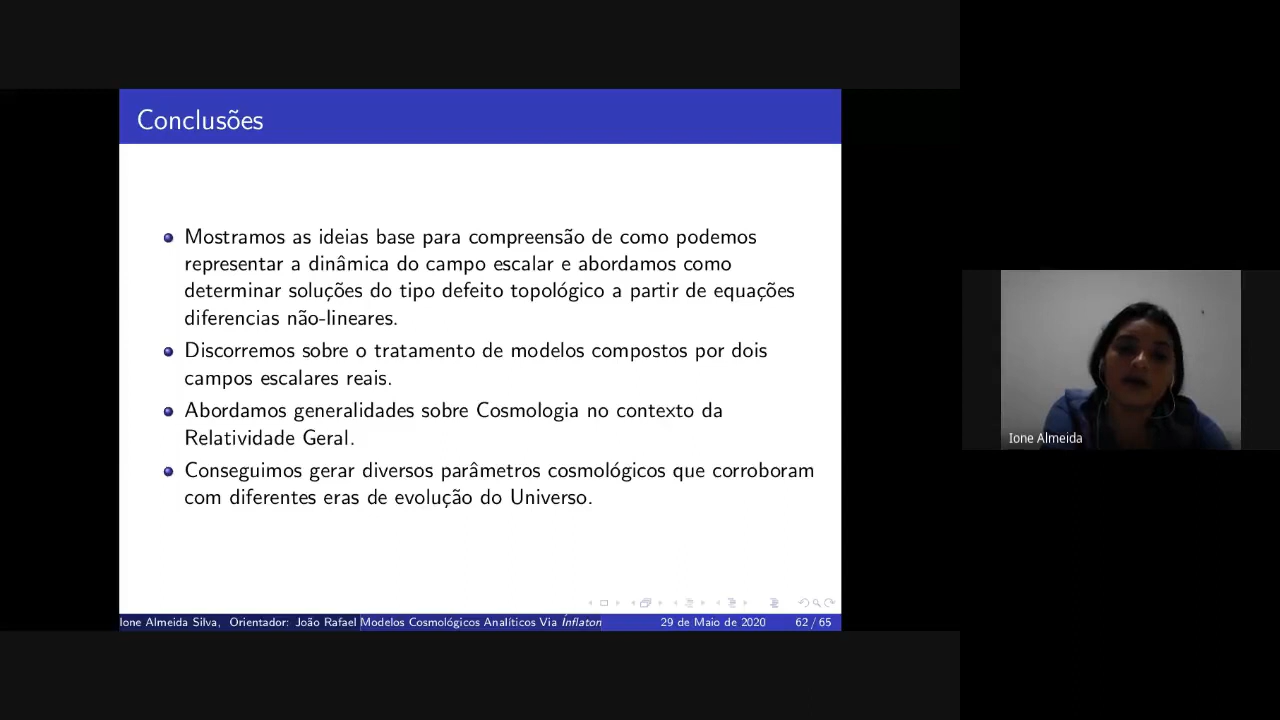 Conclusões
Mostramos as ideias base para compreensão de como podemos
representar a dinâmica do campo escalar e abordamos como
determinar soluções do tipo defeito topológico a partir de equações
diferencias não-lineares.
Discorremos sobre o tratamento de modelos compostos por dois
campos escalares reais.
Abordamos generalidades sobre Cosmologia no contexto da
Relatividade Geral.
Conseguimos gerar diversos parâmetros cosmológicos que corroboram
com diferentes eras de evolução do Universo.
Ione Almeida Silva, Orientador: João Rafael Modelos Cosmológicos Analíticos Via Inflaton 29 de Maio de 2020 62 / 65
Ione Almeida